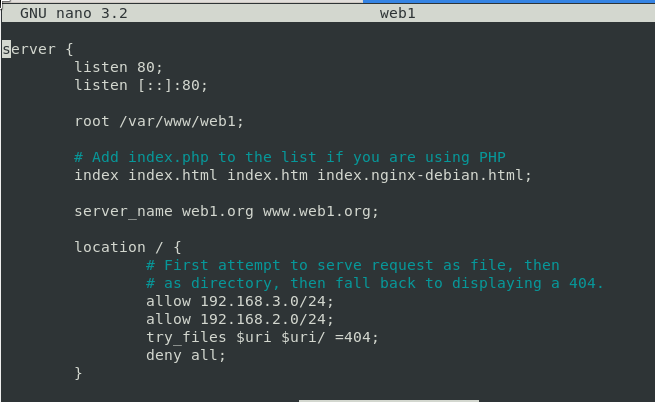 GNU nano 3.2 web1
server {
listen 80;
listen [::]:80;
root /var/www/web1;
# Add index.php to the list if you are using PHP
index index.html index.htm index.nginx-debian.html;
server_name web1.org www.web1.org;
location / {
# First attempt to serve request as file, then
# as directory, then fall back to displaying a 404.
allow 192.168.3.0/24;
allow 192.168.2.0/24;
try_files $uri $uri/ =404;
deny all;
}